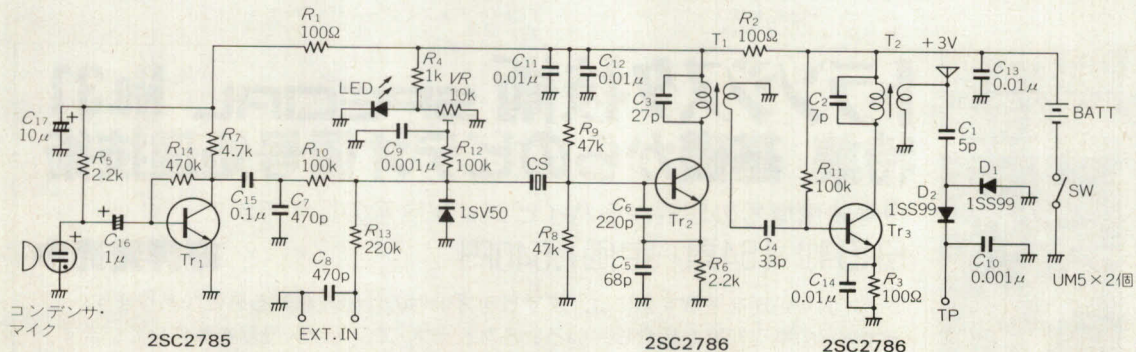 R1
100Ω
R4
1k
VR
10k
LED
C11
0.01μ
C12
0.01μ
T1
R2
100Ω
T2
+3V
C3
27p
C2
7p
C13
0.01μ
BATT
C17
10μ
R5
2.2k
R14
470k
R7
4.7k
C9
0.001μ
R10
100k
R12
100k
R9
47k
C1
5p
D1
1SS99
D2
1SS99
SW
C15
0.1μ
C7
470p
CS
R11
100k
C16
1μ
Tr1
R13
220k
1SV50
C6
220p
Tr2
C4
33p
Tr3
C8
470p
R8
47k
C5
68p
R6
2.2k
C14
0.01μ
R3
100Ω
C10
0.001μ
UM5×2個
コンデンサ・
マイク
EXT.IN
TP
2SC2785
2SC2786
2SC2786